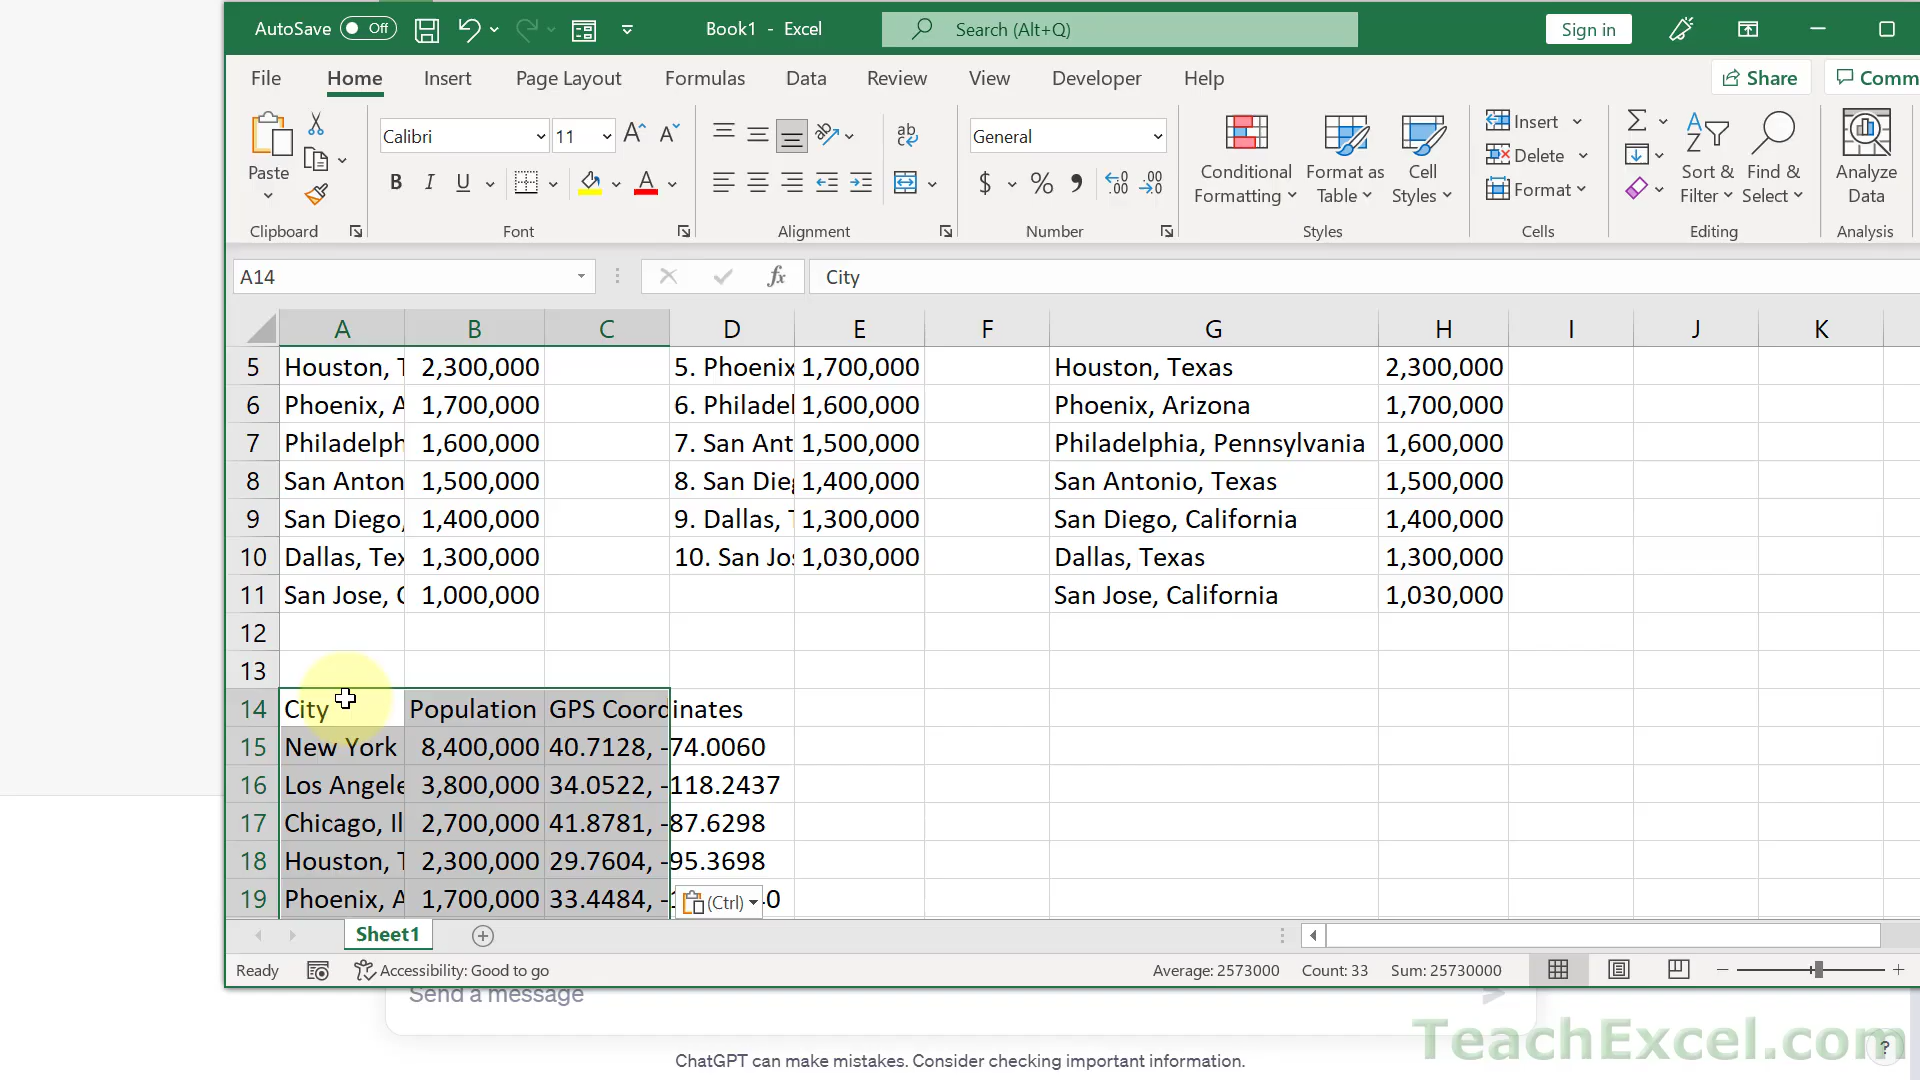 AutoSave Off Book1 - Excel Search (Alt+Q) Sign in
File Home Insert Page Layout Formulas Data Review View Developer Help Share Comm
Paste
Calibri 11
B I U
ab
General
$ % 9 .00 .00
Conditional Formatting
Format as Table
Cell Styles
Insert
Delete
Format
Sort & Filter
Find & Select
Analyze Data
Clipboard Font Alignment Number Styles Cells Editing Analysis
A14 fx City
A B C D E F G H I J K
5 Houston, T 2,300,000 5. Phoenix 1,700,000 Houston, Texas 2,300,000
6 Phoenix, A 1,700,000 6. Philadel 1,600,000 Phoenix, Arizona 1,700,000
7 Philadelph 1,600,000 7. San Ant 1,500,000 Philadelphia, Pennsylvania 1,600,000
8 San Anton 1,500,000 8. San Die 1,400,000 San Antonio, Texas 1,500,000
9 San Diego, 1,400,000 9. Dallas, T 1,300,000 San Diego, California 1,400,000
10 Dallas, Tex 1,300,000 10. San Jos 1,030,000 Dallas, Texas 1,300,000
11 San Jose, C 1,000,000 San Jose, California 1,030,000
12
13
14 City Population GPS Coordinates
15 New York 8,400,000 40.7128, -74.0060
16 Los Angele 3,800,000 34.0522, -118.2437
17 Chicago, Il 2,700,000 41.8781, -87.6298
18 Houston, T 2,300,000 29.7604, -95.3698
19 Phoenix, A 1,700,000 33.4484, - (Ctrl) 0
Sheet1
Ready Accessibility: Good to go Average: 2573000 Count: 33 Sum: 25730000
Send a message
TeachExcel.com ?
ChatGPT can make mistakes. Consider checking important information.